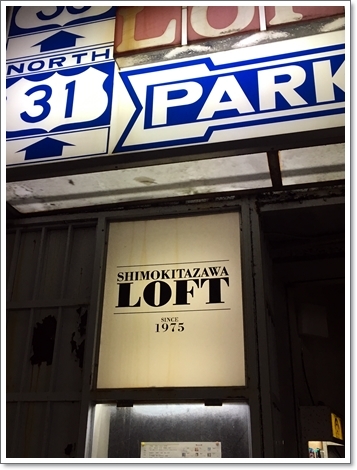 NORTH
31
PARK
SHIMOKITAZAWA
LOFT
SINCE
1975